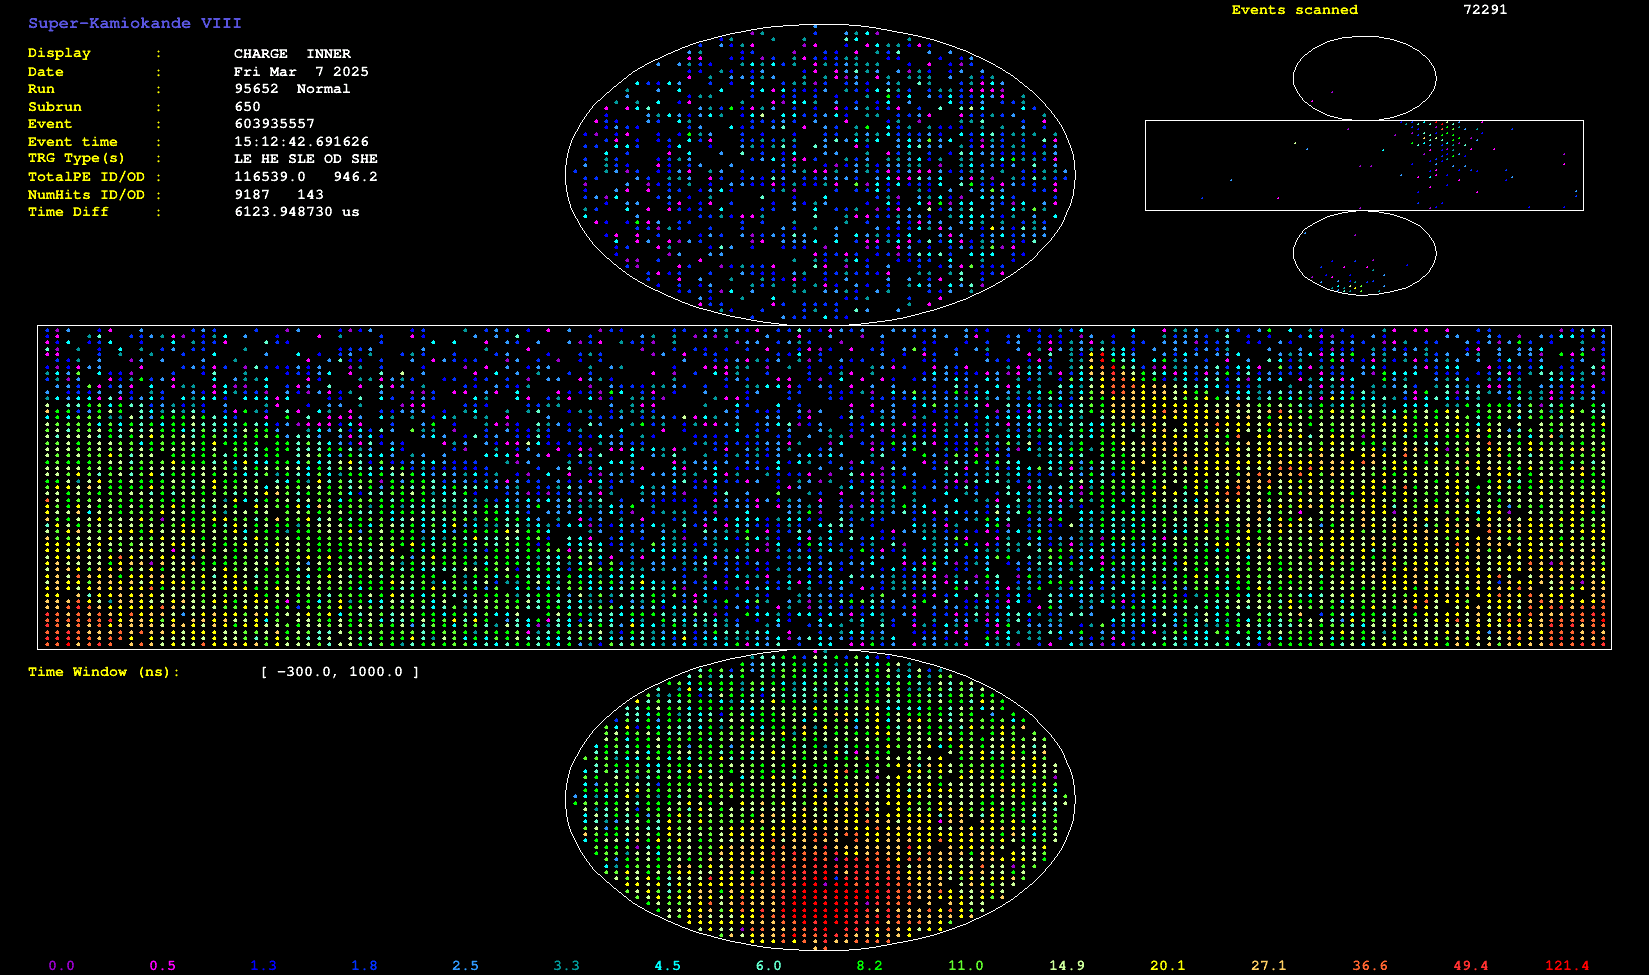 Super-Kamiokande VIII
Events scanned 72291
Display : CHARGE INNER
Date : Fri Mar 7 2025
Run : 95652 Normal
Subrun : 650
Event : 603935557
Event time : 15:12:42.691626
TRG Type(s) : LE HE SLE OD SHE
TotalPE ID/OD : 116539.0 946.2
NumHits ID/OD : 9187 143
Time Diff : 6123.948730 us
Time Window (ns): [ -300.0, 1000.0 ]
0.0 0.5 1.3 1.8 2.5 3.3 4.5 6.0 8.2 11.0 14.9 20.1 27.1 36.6 49.4 121.4